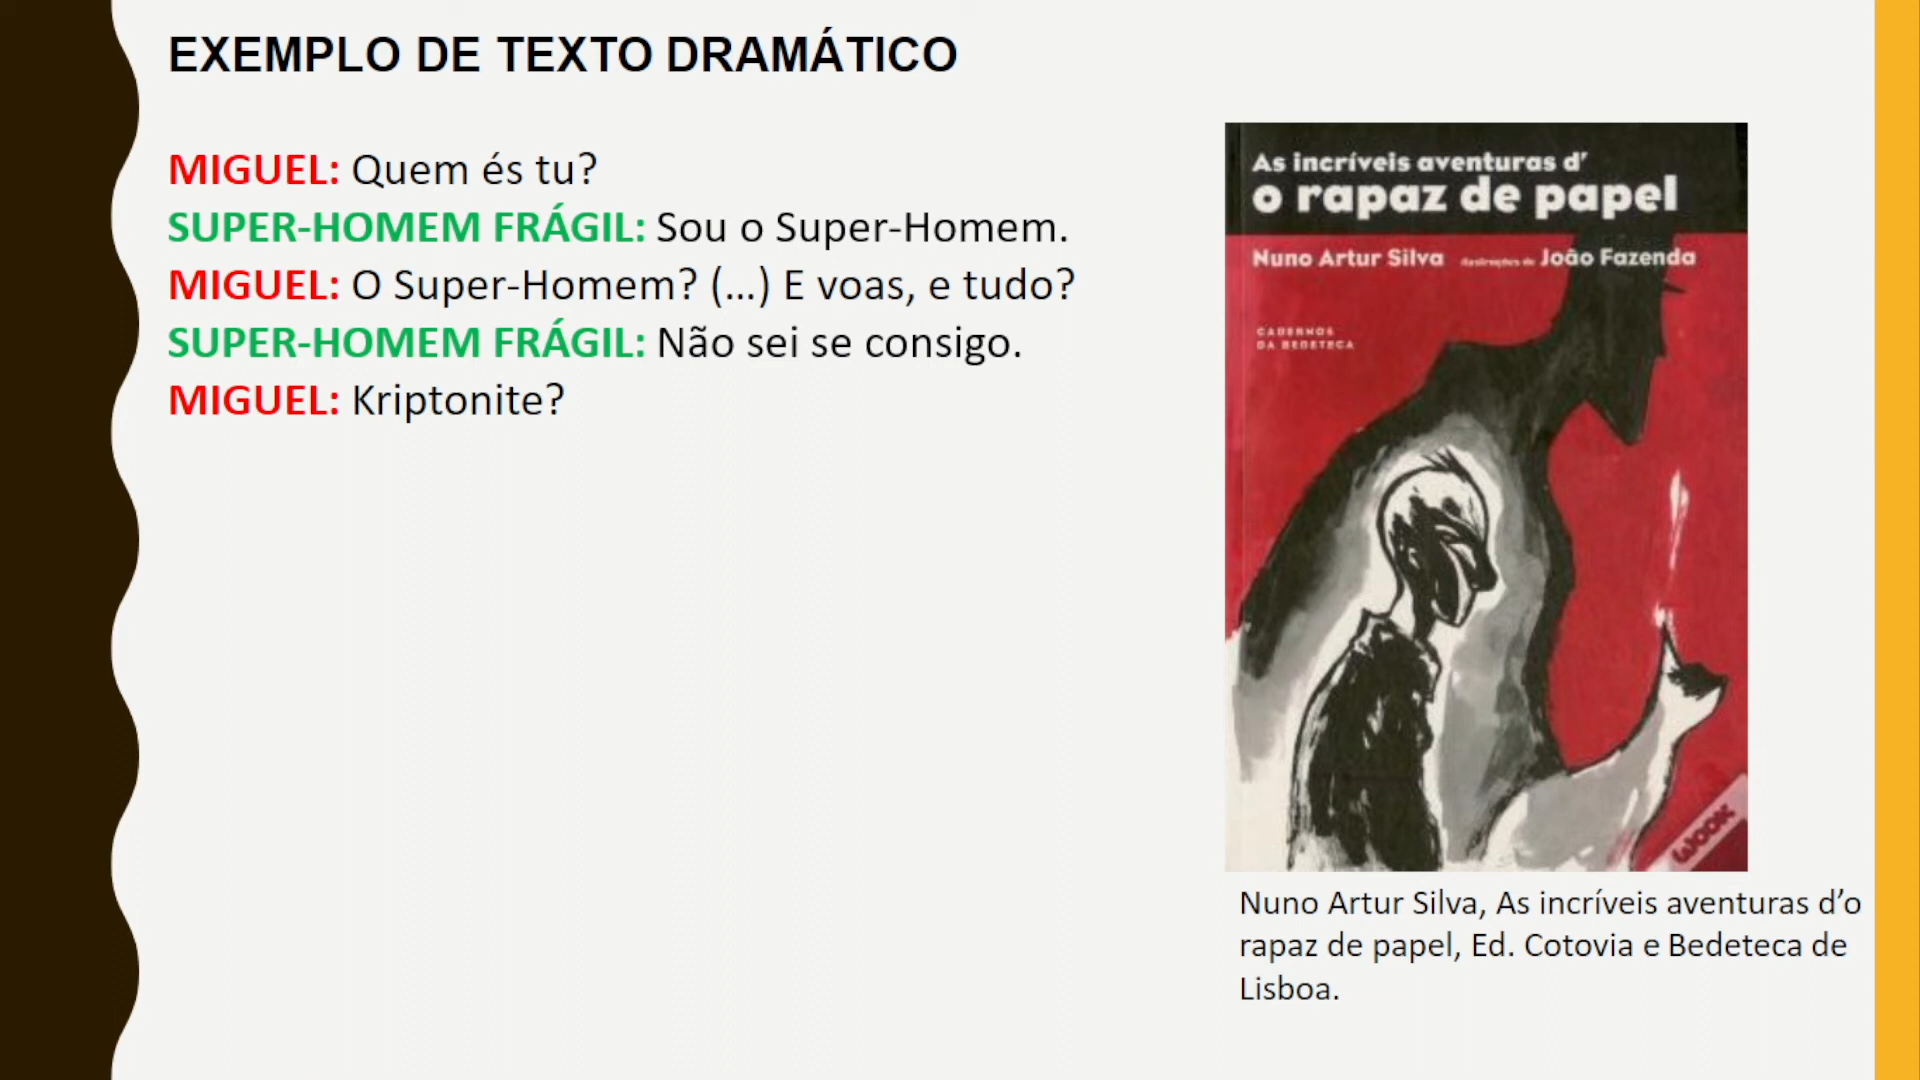 EXEMPLO DE TEXTO DRAMÁTICO
MIGUEL: Quem és tu?
SUPER-HOMEM FRÁGIL: Sou o Super-Homem.
MIGUEL: O Super-Homem? (...) E voas, e tudo?
SUPER-HOMEM FRÁGIL: Não sei se consigo.
MIGUEL: Kriptonite?
As incríveis aventuras d'
o rapaz de papel
Nuno Artur Silva ilustrações de João Fazenda
CADERNOS
DA BEDETECA
WOOK
Nuno Artur Silva, As incríveis aventuras d’o
rapaz de papel, Ed. Cotovia e Bedeteca de
Lisboa.